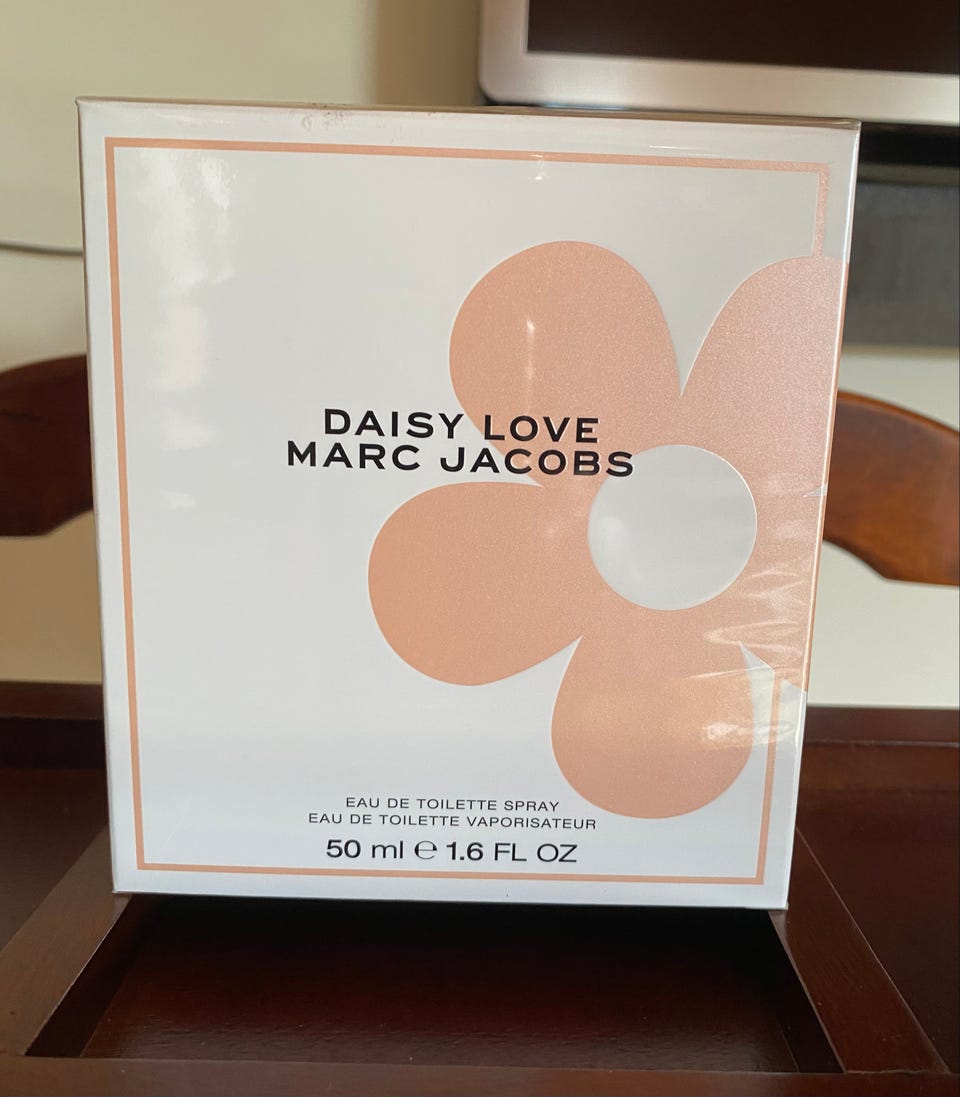 DAISY LOVE
MARC JACOBS
EAU DE TOILETTE SPRAY
EAU DE TOILETTE VAPORISATEUR
50 ml ℮ 1.6 FL OZ